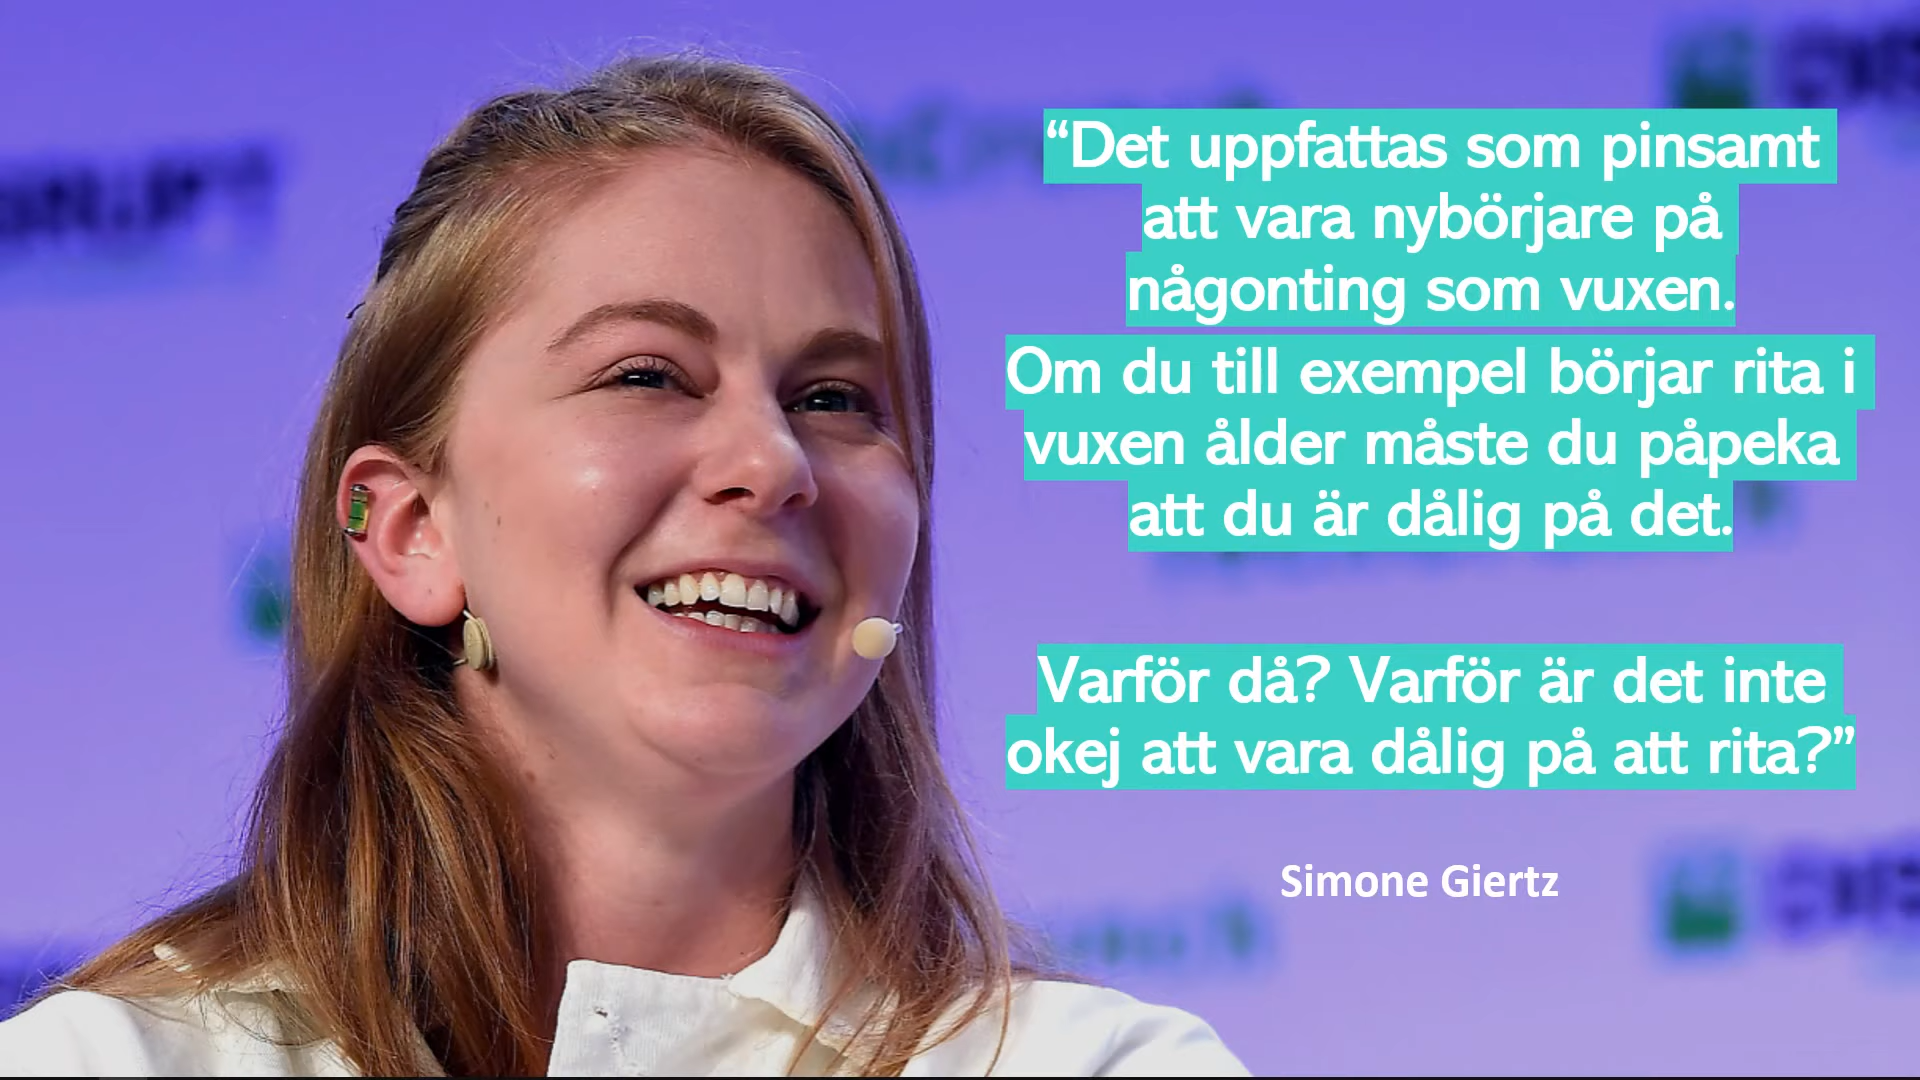 “Det uppfattas som pinsamt
att vara nybörjare på
någonting som vuxen.
Om du till exempel börjar rita i
vuxen ålder måste du påpeka
att du är dålig på det.
Varför då? Varför är det inte
okej att vara dålig på att rita?”
Simone Giertz